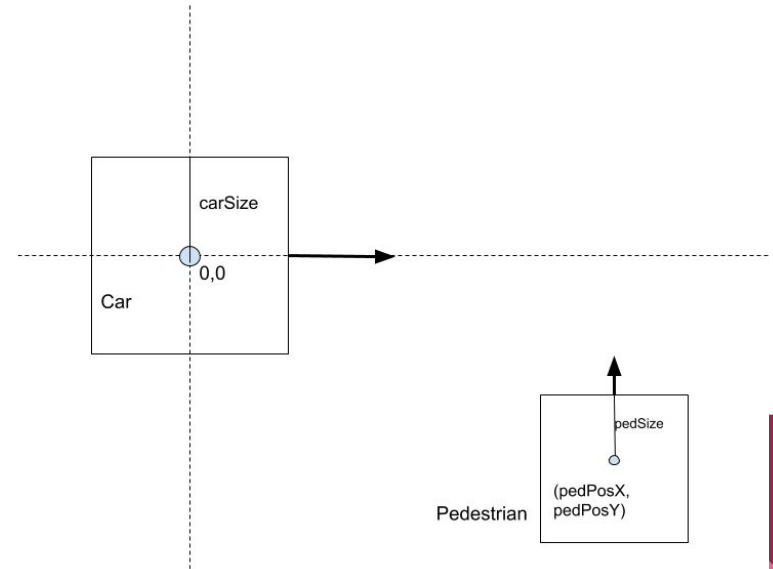 carSize
0,0
Car
pedSize
(pedPosX,
pedPosY)
Pedestrian